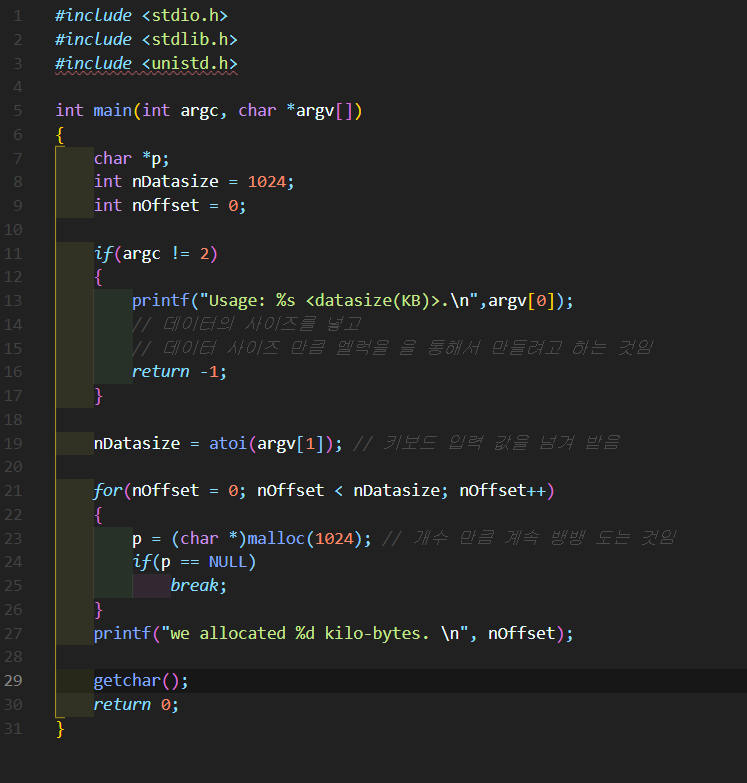 1 #include <stdio.h>
2 #include <stdlib.h>
3 #include <unistd.h>
4
5 int main(int argc, char *argv[])
6 {
7 char *p;
8 int nDatasize = 1024;
9 int nOffset = 0;
10
11 if(argc != 2)
12 {
13 printf("Usage: %s <datasize(KB)>.\n",argv[0]);
14 // 데이터의 사이즈를 넣고
15 // 데이터 사이즈 만큼 멜럭을 을 통해서 만들려고 하는 것임
16 return -1;
17 }
18
19 nDatasize = atoi(argv[1]); // 키보드 입력 값을 넘겨 받음
20
21 for(nOffset = 0; nOffset < nDatasize; nOffset++)
22 {
23 p = (char *)malloc(1024); // 개수 만큼 계속 뱅뱅 도는 것임
24 if(p == NULL)
25 break;
26 }
27 printf("we allocated %d kilo-bytes. \n", nOffset);
28
29 getchar();
30 return 0;
31 }